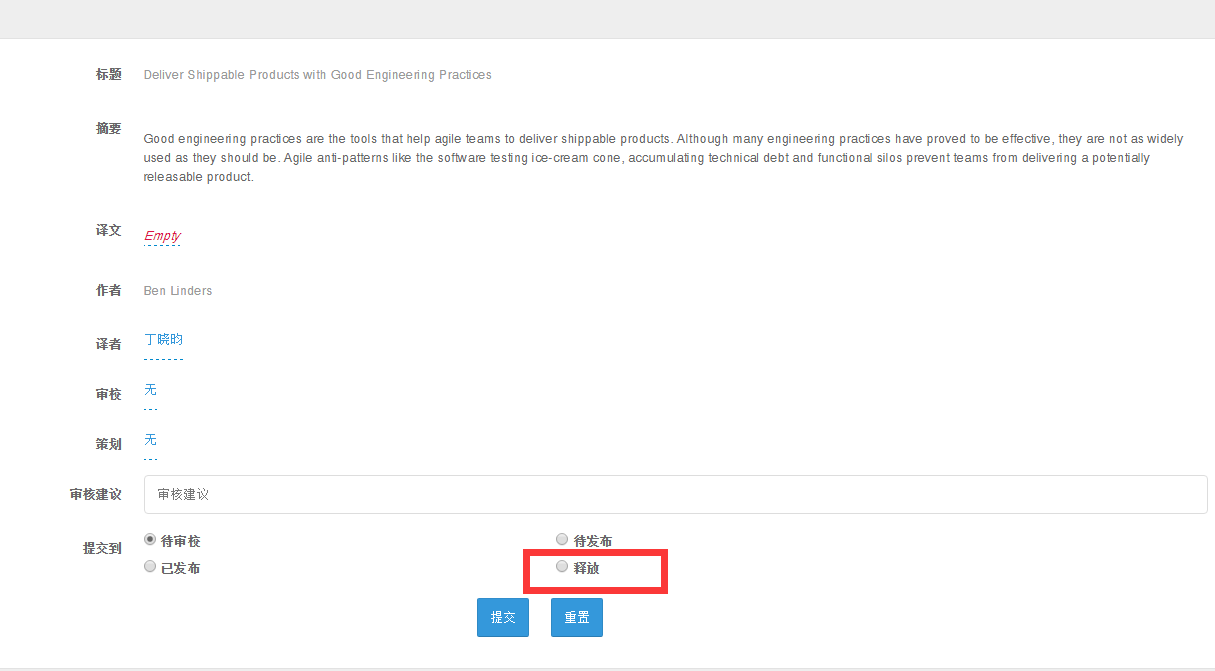 标题 Deliver Shippable Products with Good Engineering Practices
摘要
Good engineering practices are the tools that help agile teams to deliver shippable products. Although many engineering practices have proved to be effective, they are not as widely
used as they should be. Agile anti-patterns like the software testing ice-cream cone, accumulating technical debt and functional silos prevent teams from delivering a potentially
releasable product.
译文 Empty
作者 Ben Linders
译者 丁晓昀
审校 无
策划 无
审核建议 审核建议
提交到 待审校 待发布
已发布 释放
提交 重置